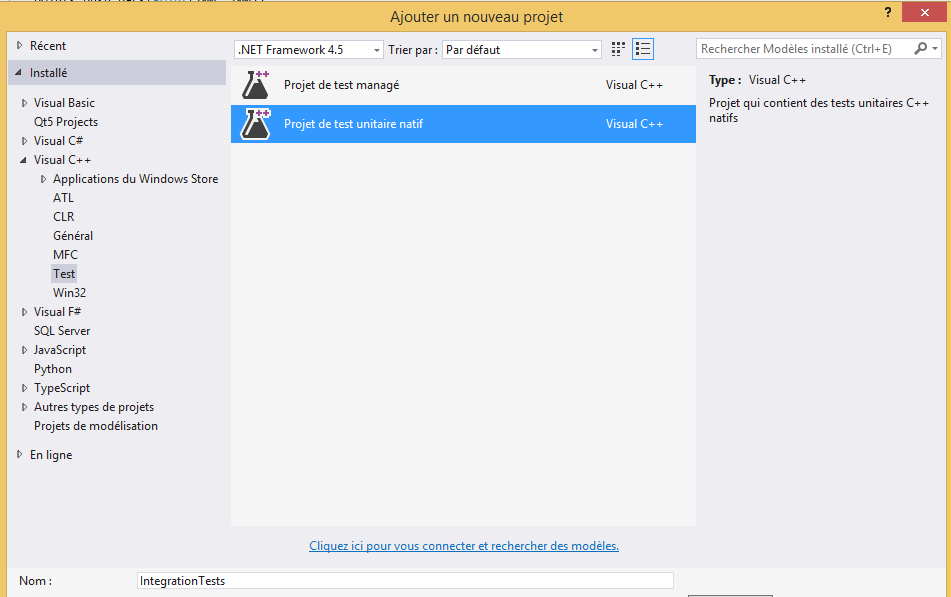 Ajouter un nouveau projet
?
Récent
Installé
Visual Basic
Qt5 Projects
Visual C#
Visual C++
Applications du Windows Store
ATL
CLR
Général
MFC
Test
Win32
Visual F#
SQL Server
JavaScript
Python
TypeScript
Autres types de projets
Projets de modélisation
En ligne
.NET Framework 4.5
Trier par :
Par défaut
Projet de test managé
Visual C++
Projet de test unitaire natif
Visual C++
Cliquez ici pour vous connecter et rechercher des modèles.
Rechercher Modèles installé (Ctrl+E)
Type : Visual C++
Projet qui contient des tests unitaires C++
natifs
Nom :
IntegrationTests